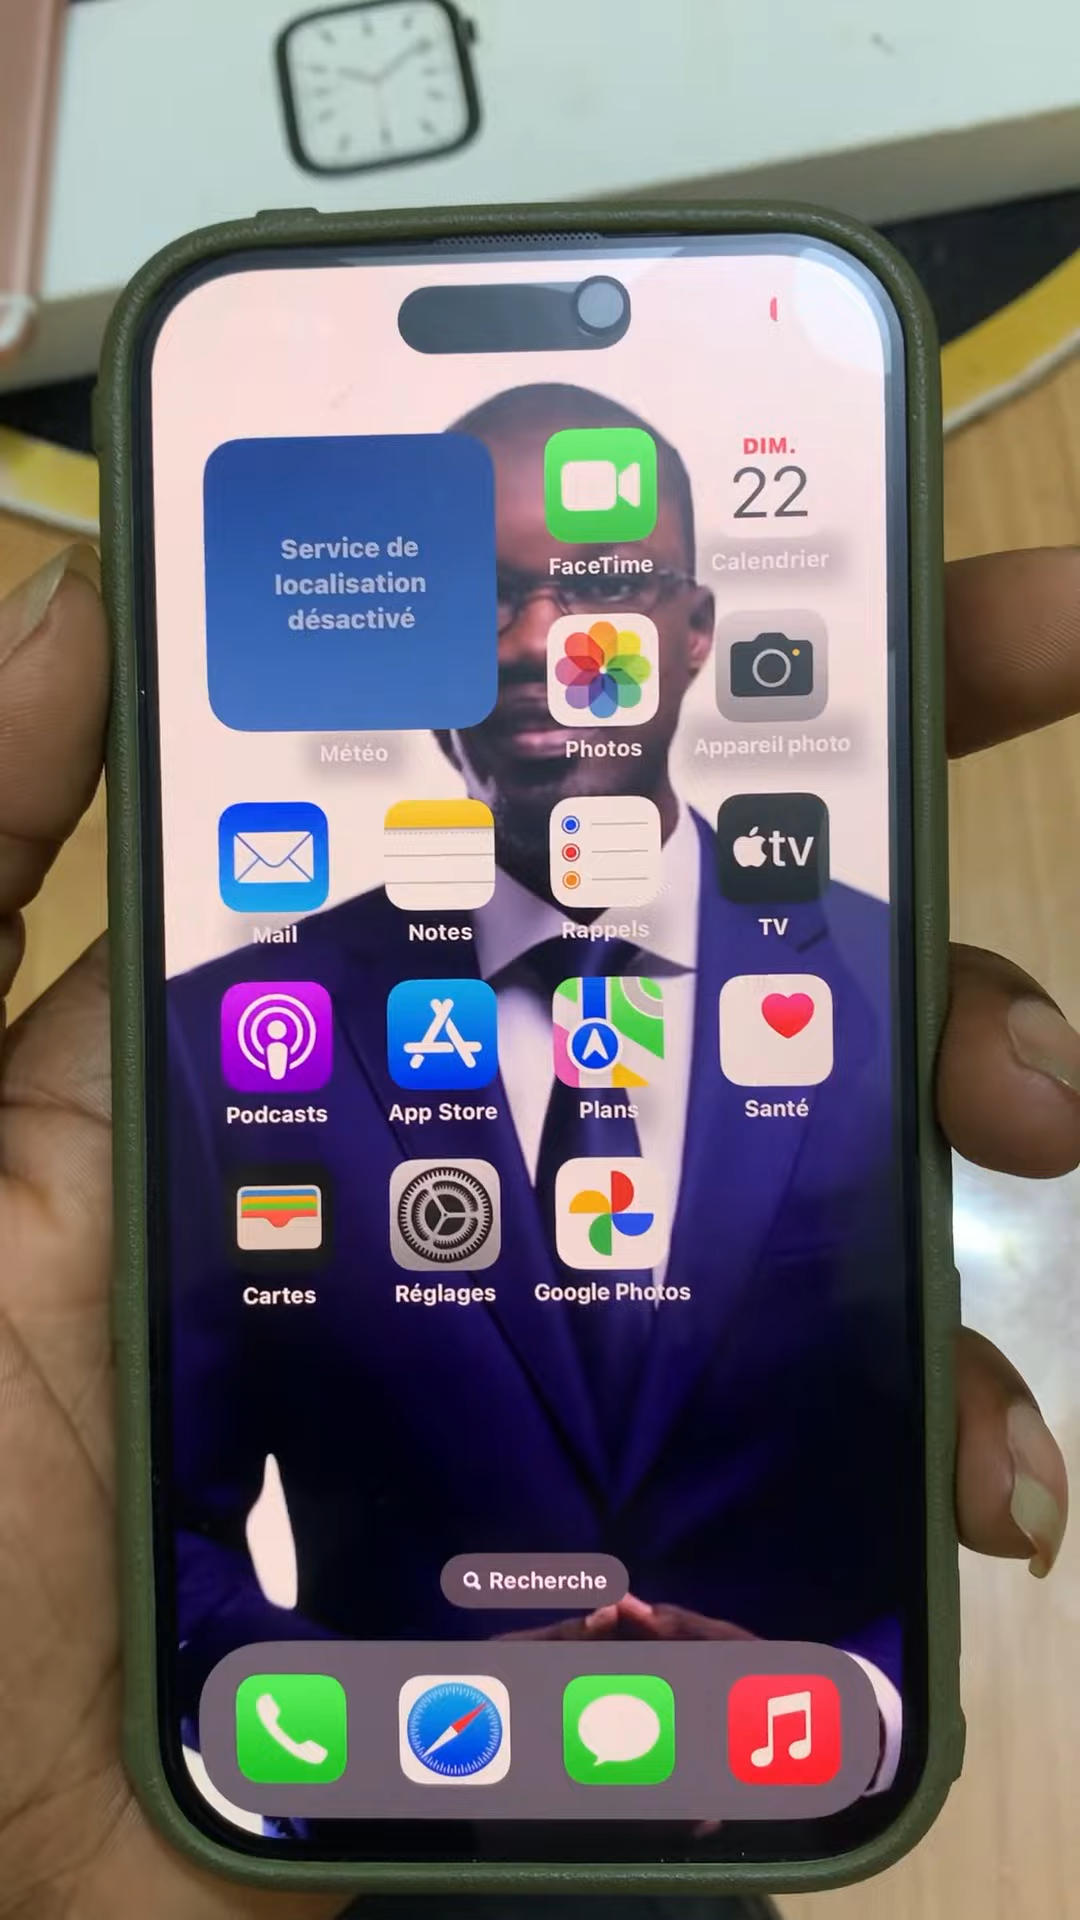 DIM.
22
Service de
localisation
désactivé
Météo
FaceTime
Calendrier
Photos
Appareil photo
Mail
Notes
Rappels
tv
TV
Podcasts
App Store
Plans
Santé
Cartes
Réglages
Google Photos
Recherche